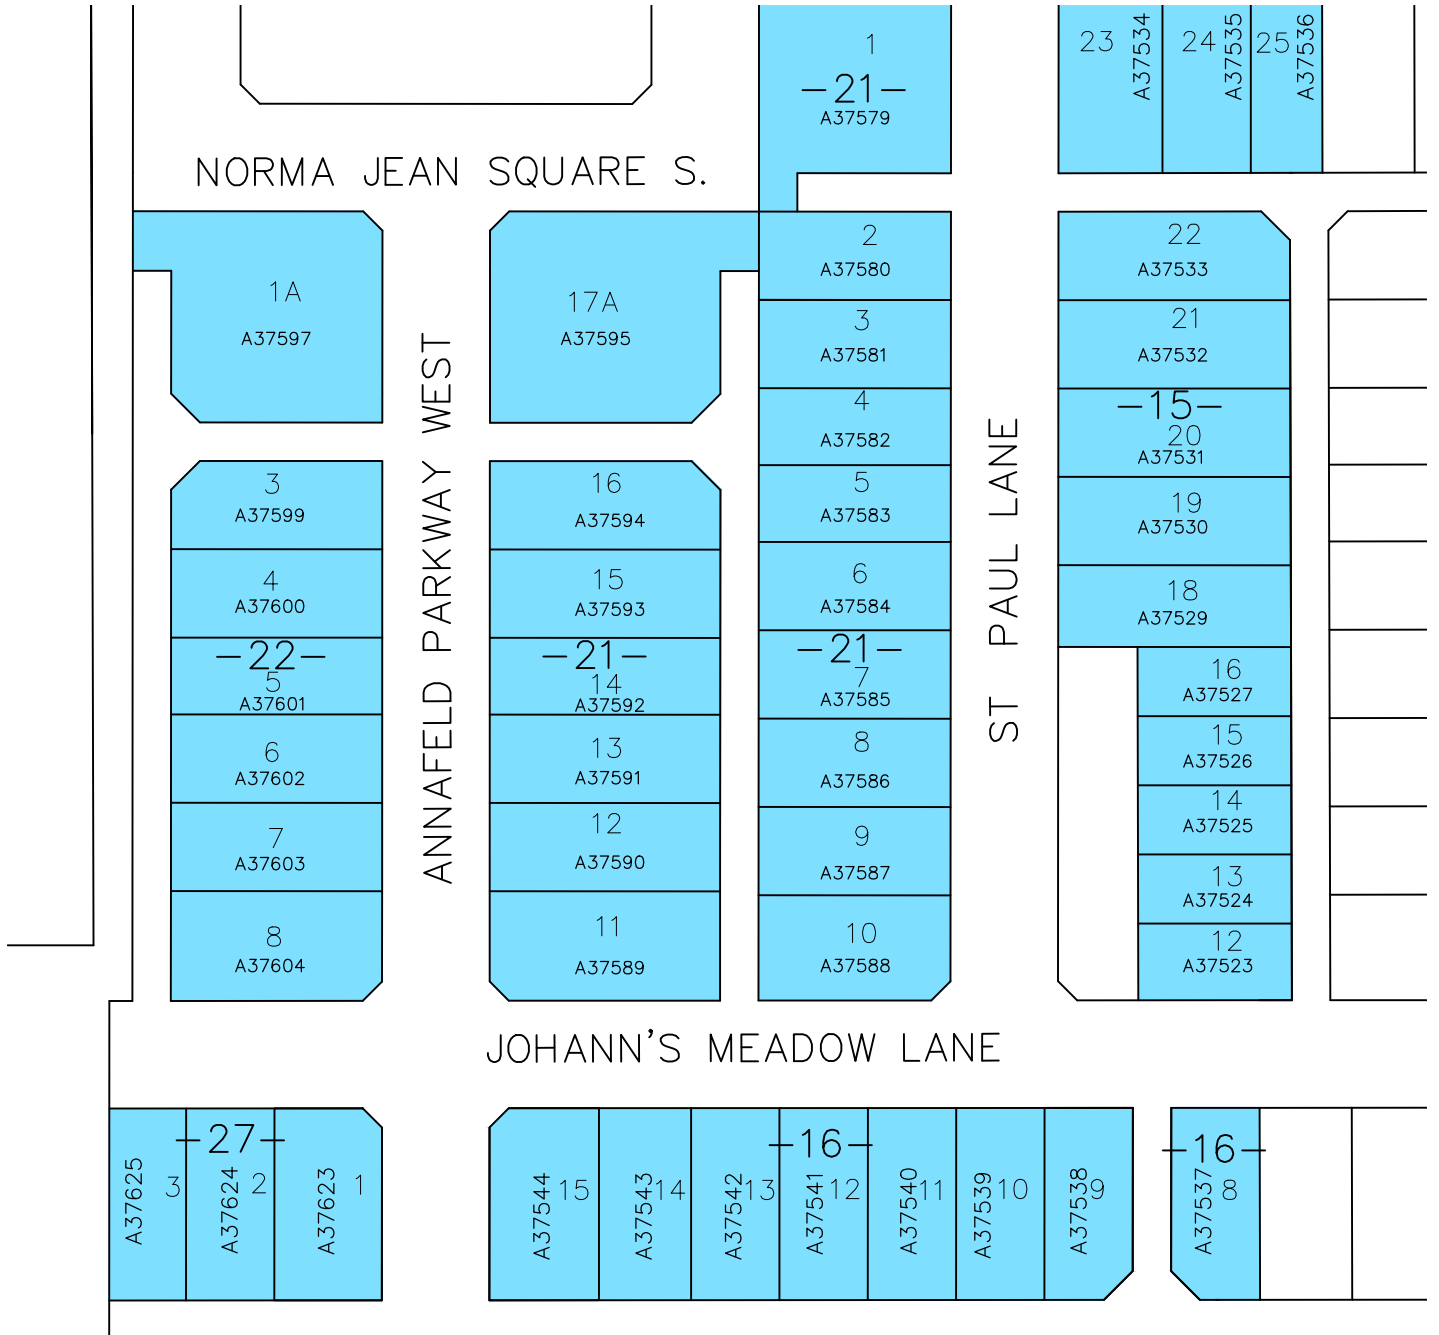 1
-21-
A37579
23
A37534
24
A37535
25
A37536
NORMA JEAN SQUARE S.
1A
A37597
17A
A37595
2
A37580
3
A37581
4
A37582
5
A37583
6
A37584
-21-
7
A37585
8
A37586
9
A37587
10
A37588
22
A37533
21
A37532
-15-
20
A37531
19
A37530
18
A37529
16
A37527
15
A37526
14
A37525
13
A37524
12
A37523
3
A37599
4
A37600
-22-
5
A37601
6
A37602
7
A37603
8
A37604
ANNAFELD PARKWAY WEST
16
A37594
15
A37593
-21-
14
A37592
13
A37591
12
A37590
11
A37589
ST PAUL LANE
JOHANN'S MEADOW LANE
-27-
A37625
3
A37624
2
A37623
1
-16-
A37544
15
A37543
14
A37542
13
A37541
12
A37540
11
A37539
10
A37538
9
-16-
A37537
8